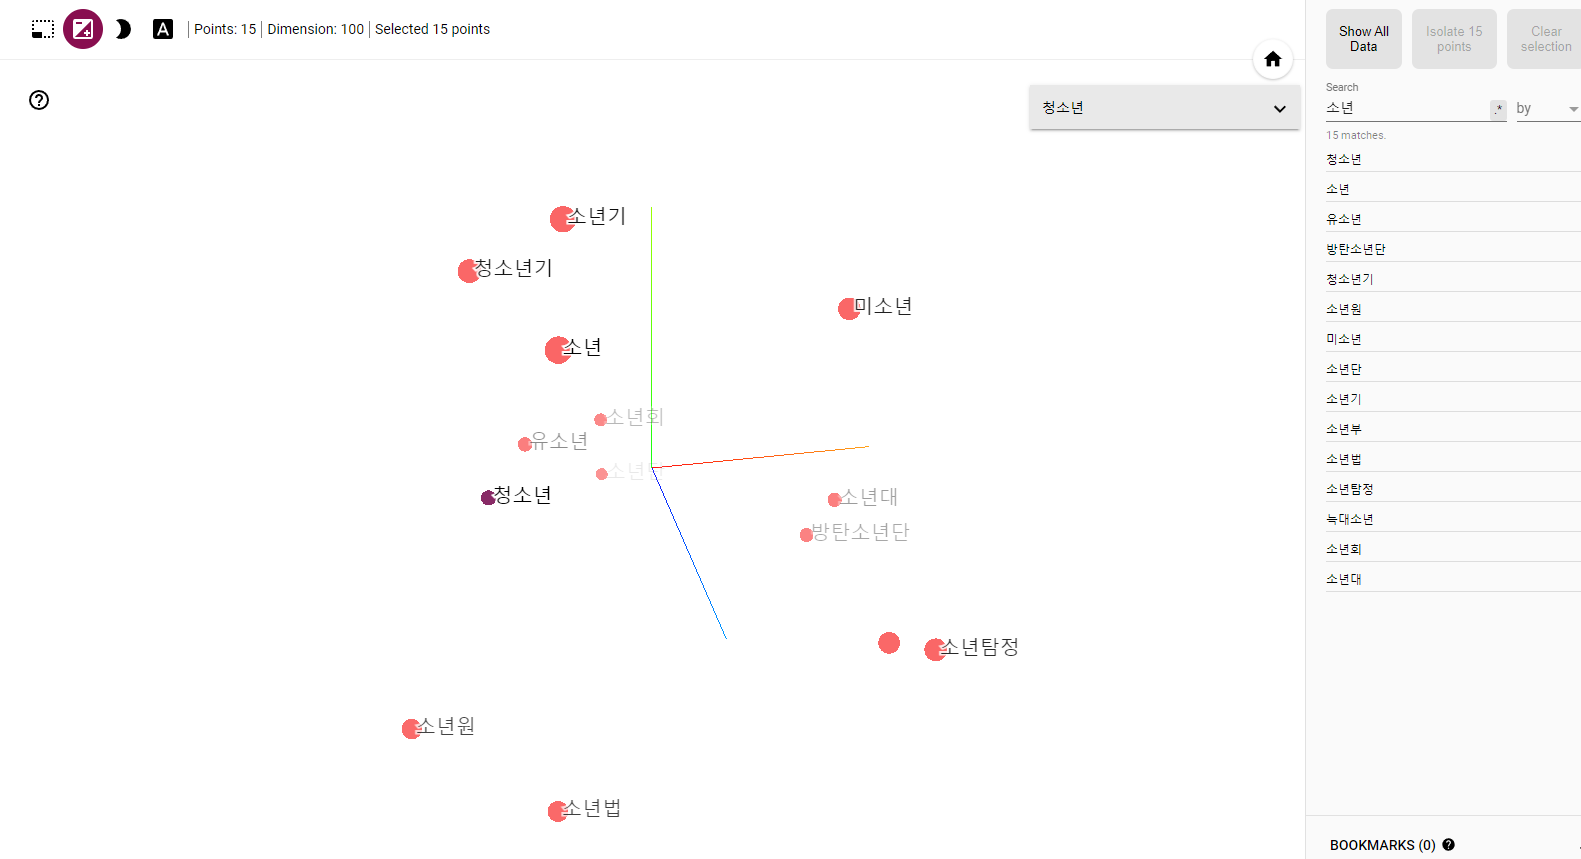 A
Points: 15 | Dimension: 100 | Selected 15 points
청소년
소년기
청소년기
미소년
소년
소년회
유소년
청소년
소년대
방탄소년단
소년탐정
소년원
소년법
Show All Data
Isolate 15 points
Clear selection
Search
소년
.*
by
15 matches.
청소년
소년
유소년
방탄소년단
청소년기
소년원
미소년
소년단
소년기
소년부
소년법
소년탐정
늑대소년
소년회
소년대
BOOKMARKS (0)